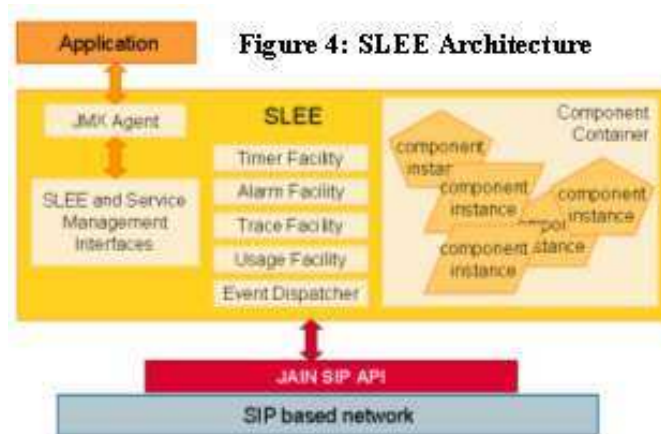 Application
Figure 4: SLEE Architecture
JMX Agent
SLEE and Service
Management
Interfaces
SLEE
Timer Facility
Alarm Facility
Trace Facility
Usage Facility
Event Dispatcher
Component
Container
component
instan
component
instance
component
instance
component
instance
stance
JAIN SIP API
SIP based network